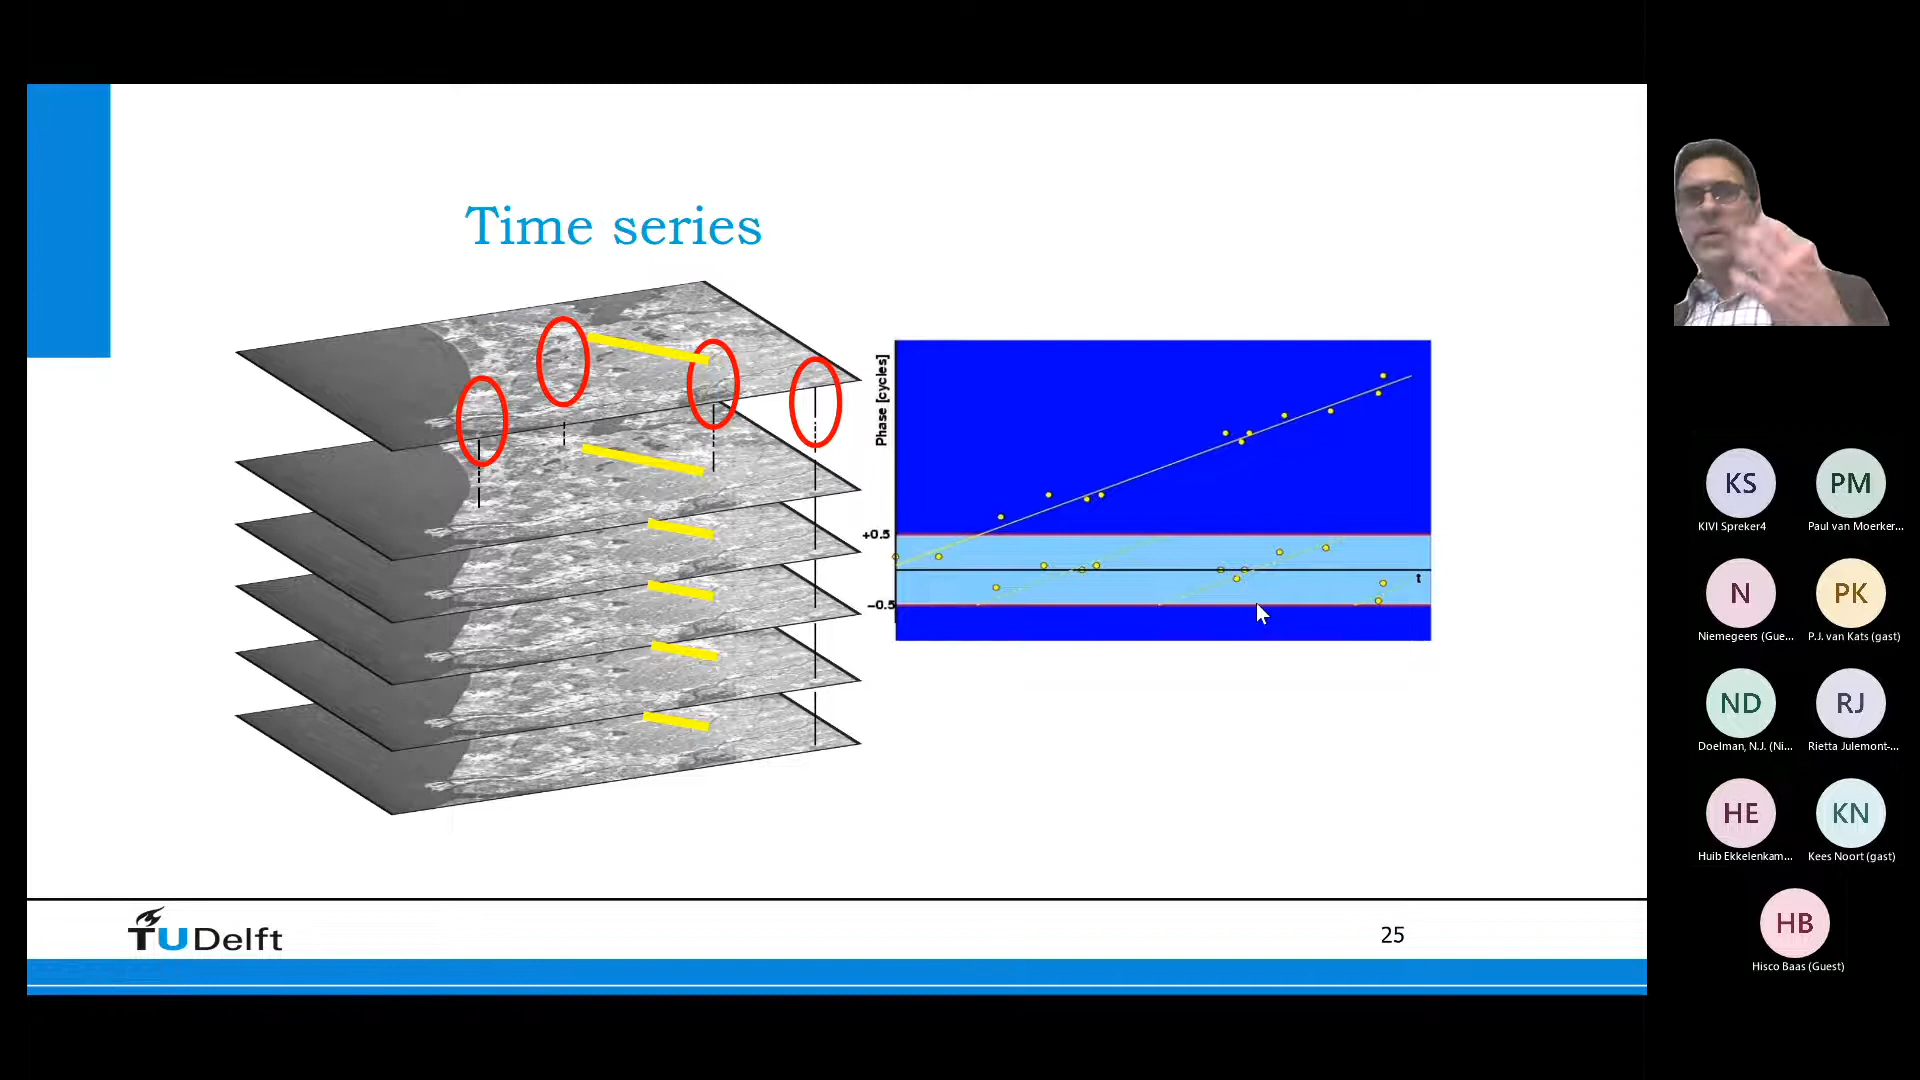 Time series
Phase [cycles]
+0.5
t
−0.5
TU Delft
25
KS
KIVI Spreker4
PM
Paul van Moerker...
N
Niemegeers (Gue...
PK
P.J. van Kats (gast)
ND
Doelman, N.J. (Ni...
RJ
Rietta Julemont-...
HE
Huib Ekkelenkam...
KN
Kees Noort (gast)
HB
Hisco Baas (Guest)